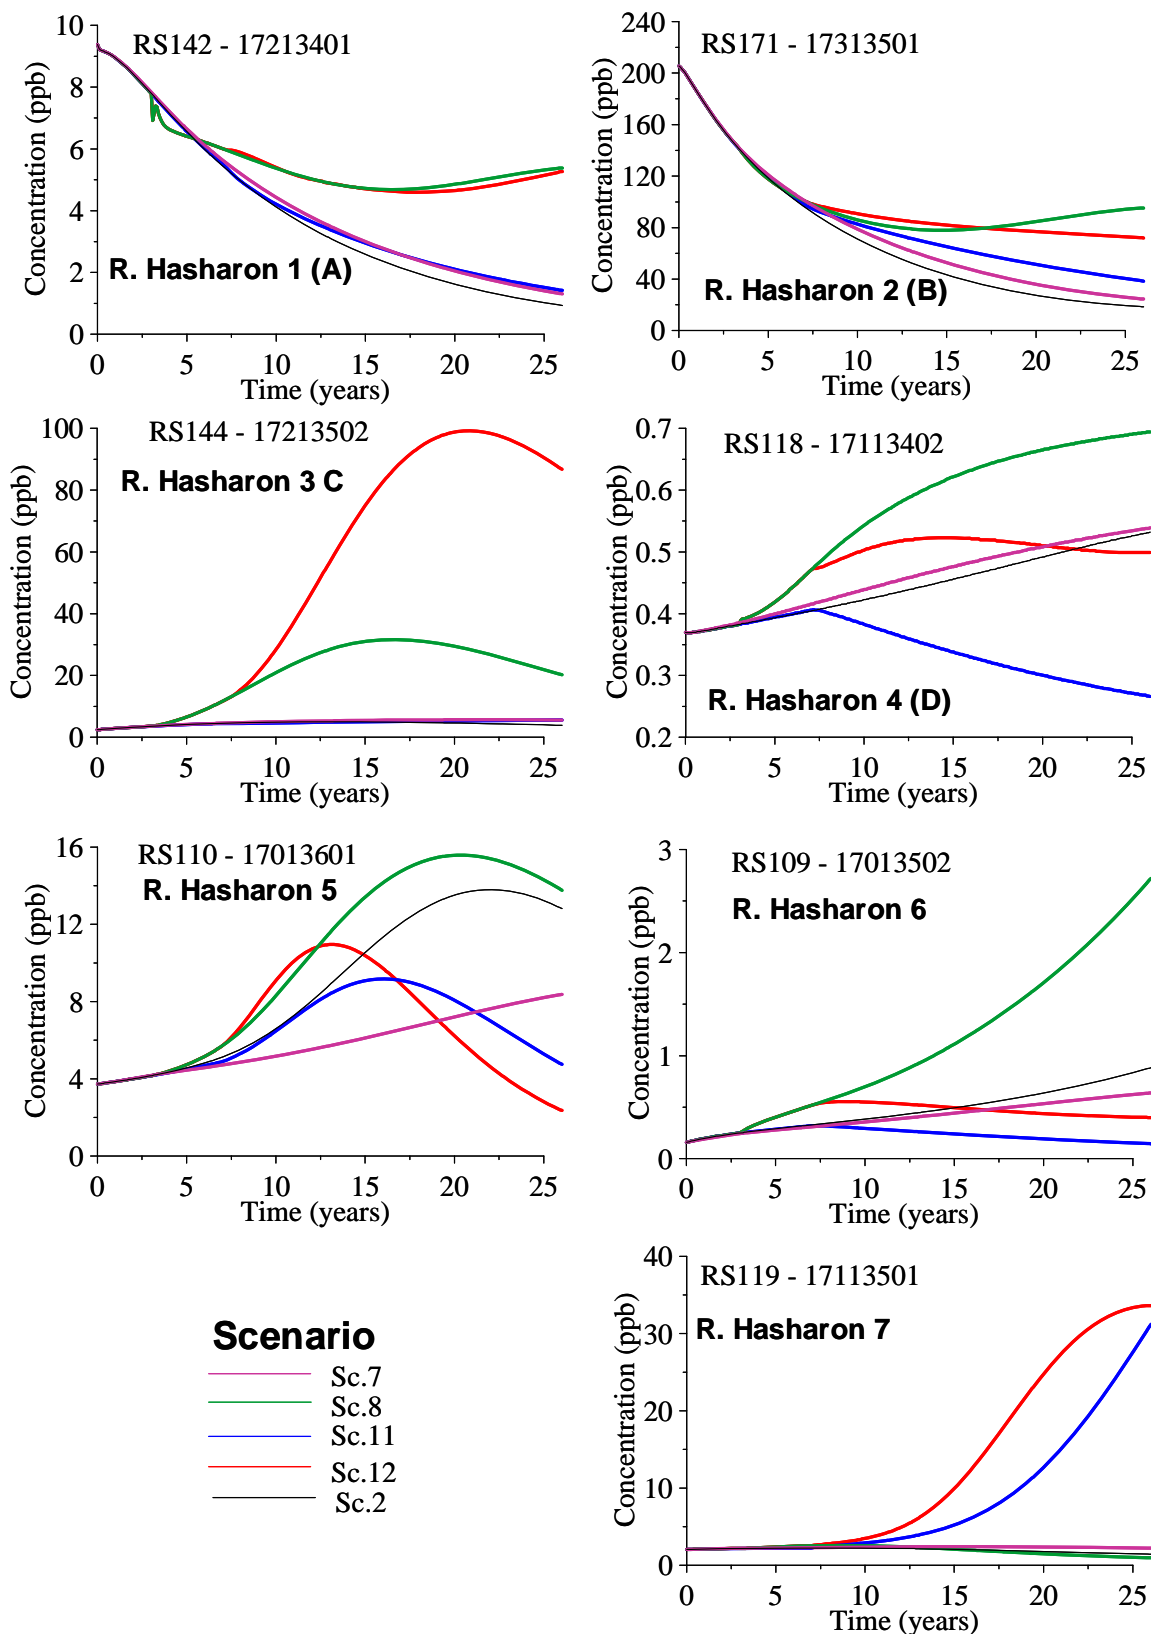 RS142 - 17213401
R. Hasharon 1 (A)
Concentration (ppb)
10
8
6
4
2
0
0 5 10 15 20 25
Time (years)
RS171 - 17313501
R. Hasharon 2 (B)
Concentration (ppb)
240
200
160
120
80
40
0
0 5 10 15 20 25
Time (years)
RS144 - 17213502
R. Hasharon 3 C
Concentration (ppb)
100
80
60
40
20
0
0 5 10 15 20 25
Time (years)
RS118 - 17113402
R. Hasharon 4 (D)
Concentration (ppb)
0.7
0.6
0.5
0.4
0.3
0.2
0 5 10 15 20 25
Time (years)
RS110 - 17013601
R. Hasharon 5
Concentration (ppb)
16
12
8
4
0
0 5 10 15 20 25
Time (years)
RS109 - 17013502
R. Hasharon 6
Concentration (ppb)
3
2
1
0
0 5 10 15 20 25
Time (years)
Scenario
Sc.7
Sc.8
Sc.11
Sc.12
Sc.2
RS119 - 17113501
R. Hasharon 7
Concentration (ppb)
40
30
20
10
0
0 5 10 15 20 25
Time (years)